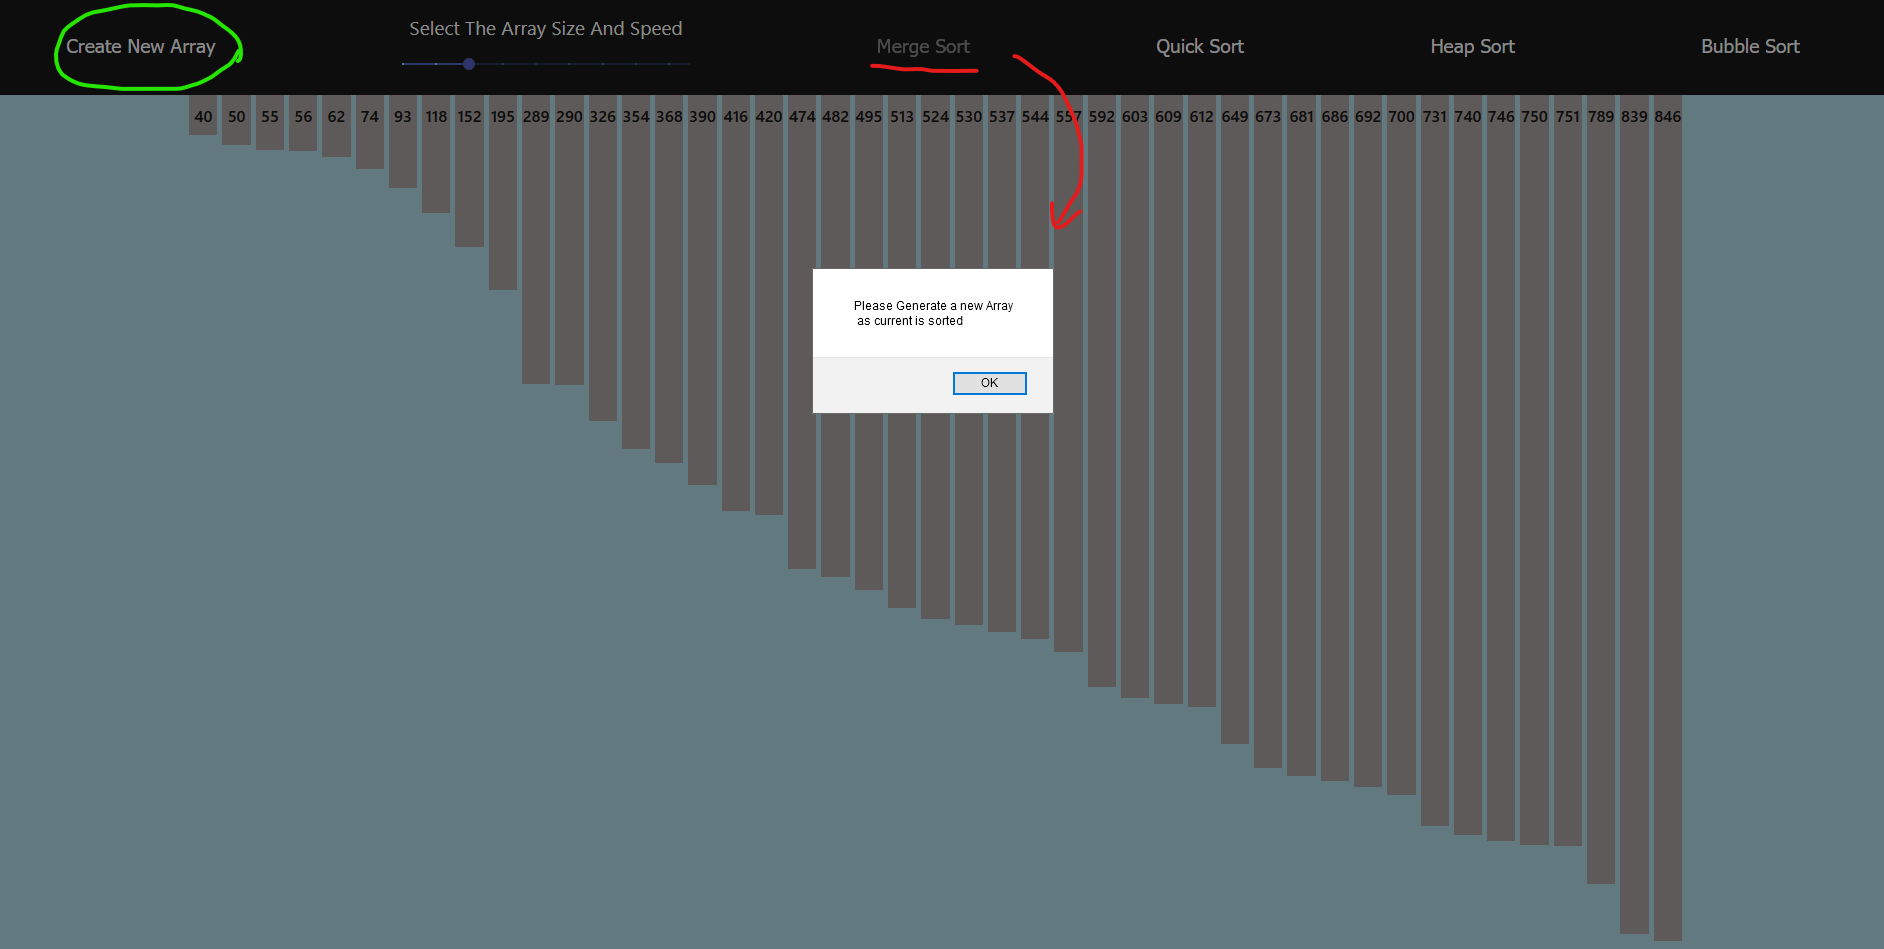 Create New Array
Select The Array Size And Speed
Merge Sort
Quick Sort
Heap Sort
Bubble Sort
40 50 55 56 62 74 93 118 152 195 289 290 326 354 368 390 416 420 474 482 495 513 524 530 537 544 557 592 603 609 612 649 673 681 686 692 700 731 740 746 750 751 789 839 846
Please Generate a new Array
as current is sorted
OK